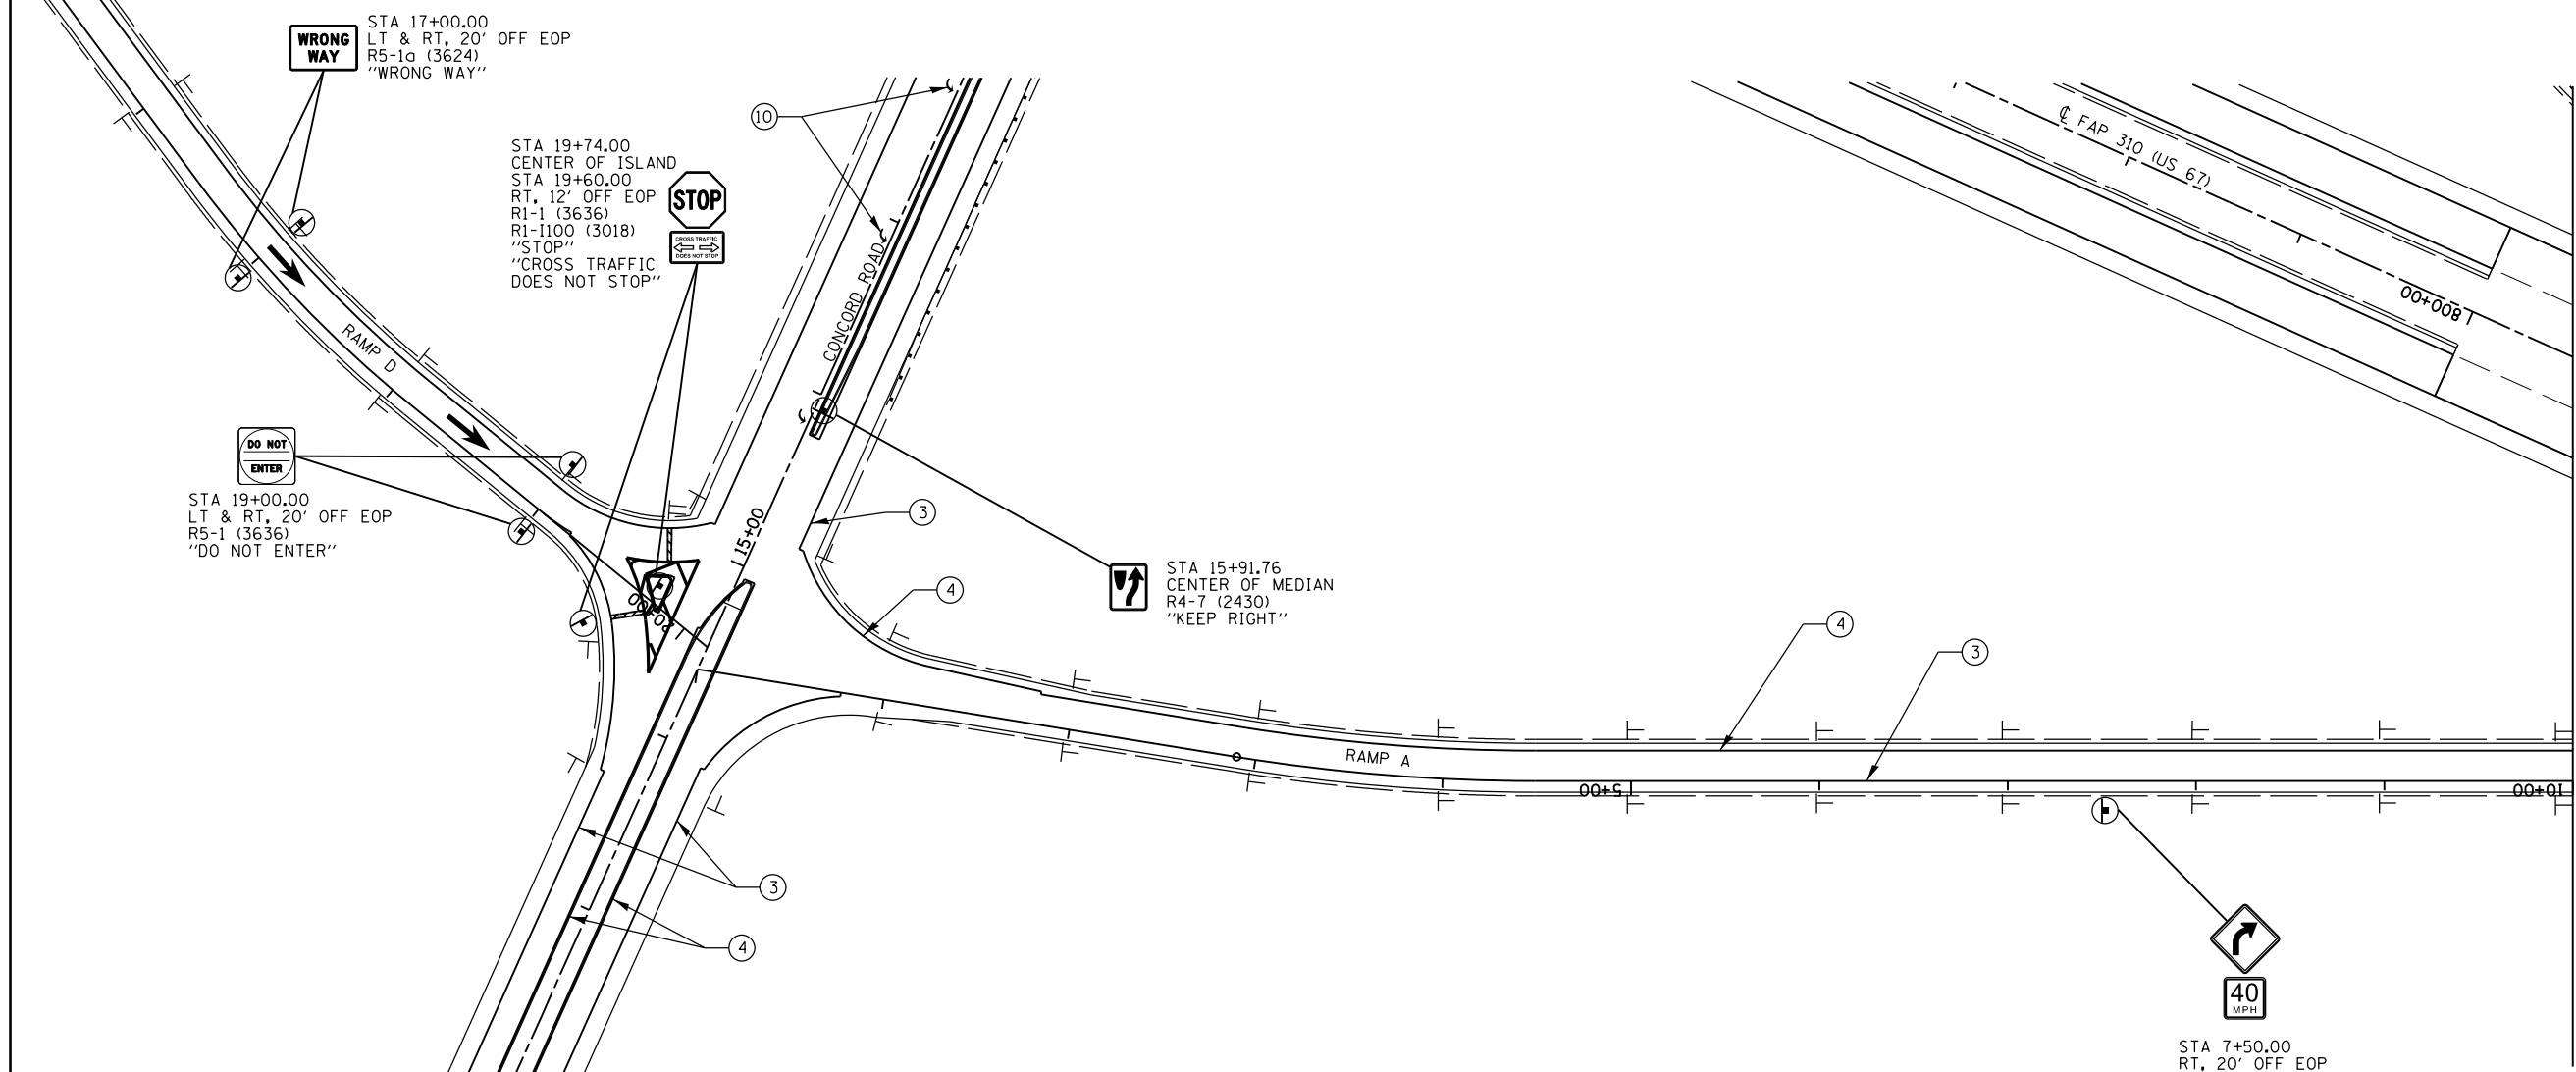 WRONG
WAY
STA 17+00.00
LT & RT, 20' OFF EOP
R5-1a (3624)
"WRONG WAY"
10
STA 19+74.00
CENTER OF ISLAND
STA 19+60.00
RT, 12' OFF EOP
R1-1 (3636)
R1-I100 (3018)
"STOP"
"CROSS TRAFFIC
DOES NOT STOP"
STOP
CROSS TRAFFIC
DOES NOT STOP
℄ FAP 310 (US 67)
800+00
CONCORD ROAD
RAMP D
DO NOT
ENTER
STA 19+00.00
LT & RT, 20' OFF EOP
R5-1 (3636)
"DO NOT ENTER"
15+00
20+00
3
4
STA 15+91.76
CENTER OF MEDIAN
R4-7 (2430)
"KEEP RIGHT"
4
3
RAMP A
5+00
10+00
3
4
40
MPH
STA 7+50.00
RT, 20' OFF EOP